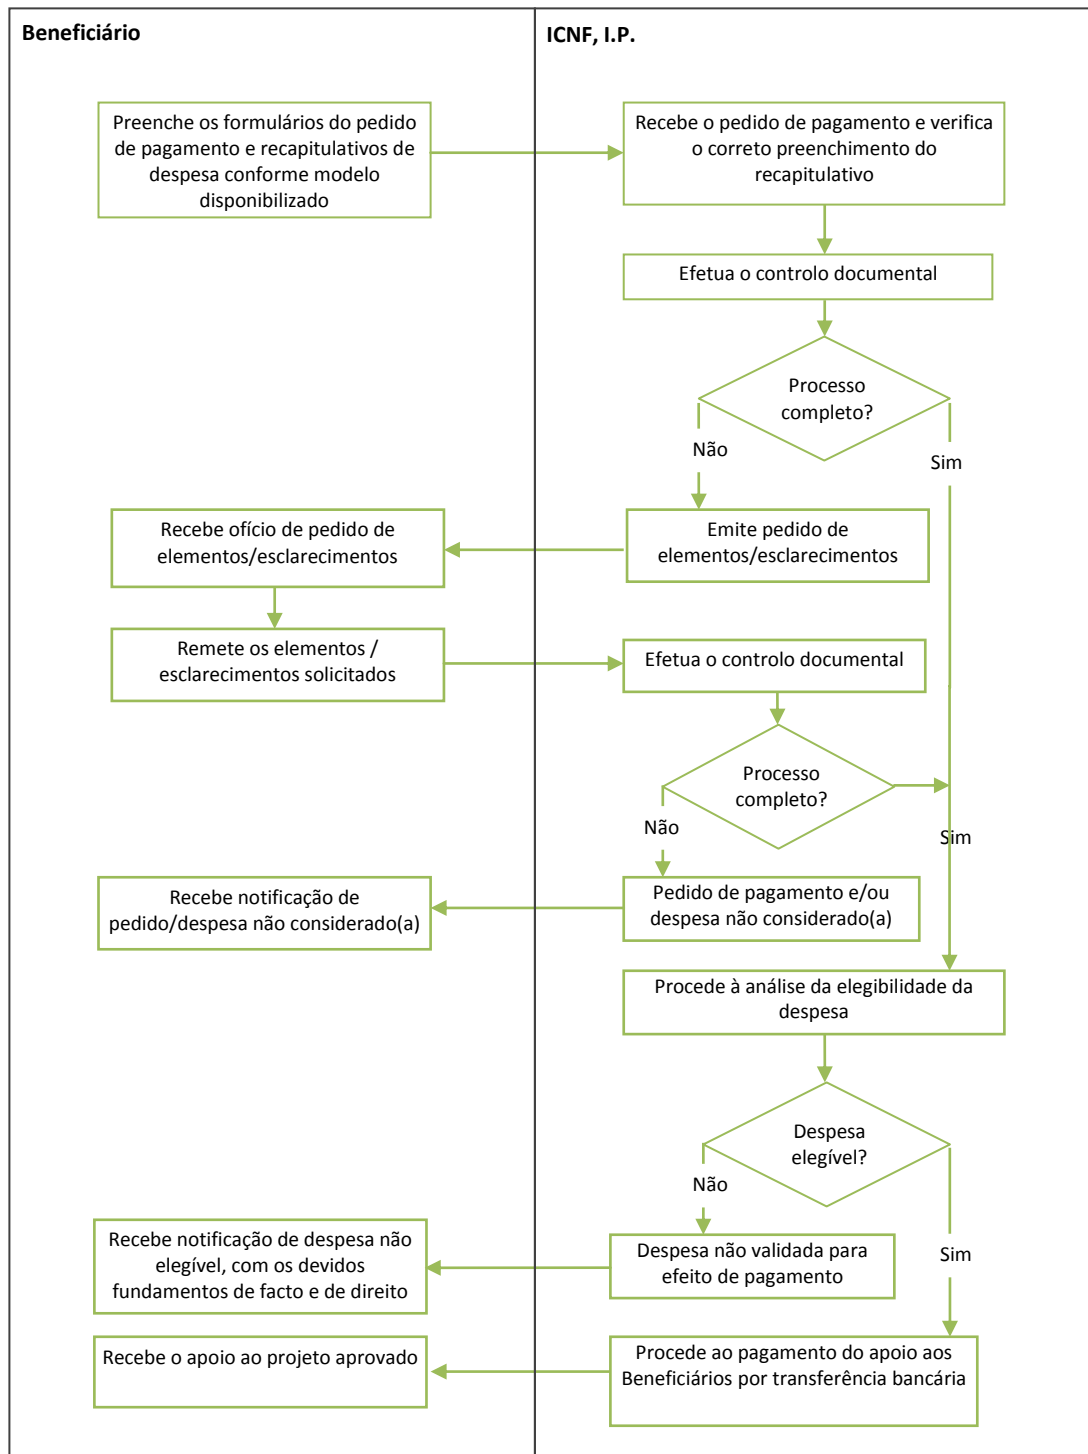 Beneficiário
ICNF, I.P.
Preenche os formulários do pedido
de pagamento e recapitulativos de
despesa conforme modelo
disponibilizado
Recebe o pedido de pagamento e verifica
o correto preenchimento do
recapitulativo
Efetua o controlo documental
Processo
completo?
Não
Sim
Recebe ofício de pedido de
elementos/esclarecimentos
Emite pedido de
elementos/esclarecimentos
Remete os elementos /
esclarecimentos solicitados
Efetua o controlo documental
Processo
completo?
Não
Sim
Recebe notificação de
pedido/despesa não considerado(a)
Pedido de pagamento e/ou
despesa não considerado(a)
Procede à análise da elegibilidade da
despesa
Despesa
elegível?
Não
Sim
Recebe notificação de despesa não
elegível, com os devidos
fundamentos de facto e de direito
Despesa não validada para
efeito de pagamento
Recebe o apoio ao projeto aprovado
Procede ao pagamento do apoio aos
Beneficiários por transferência bancária